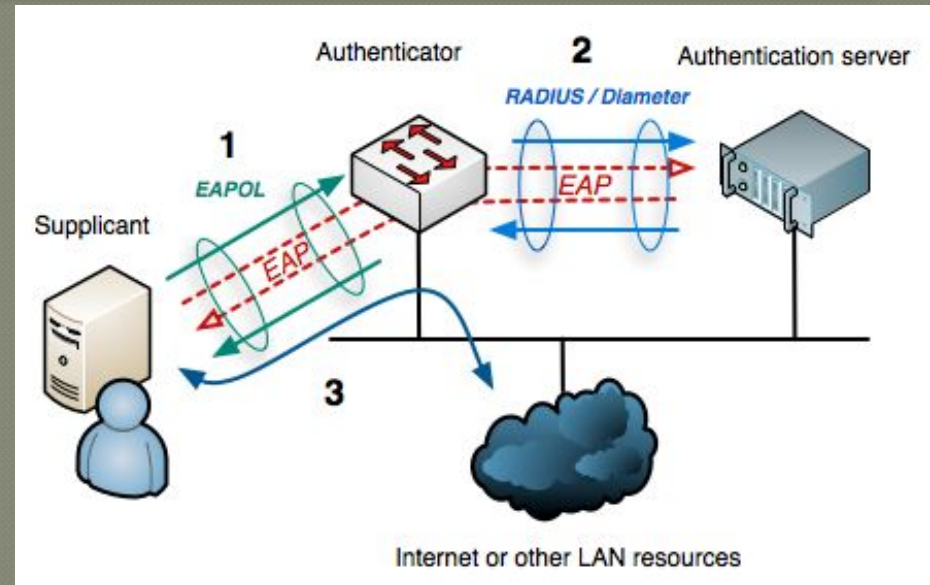 Authenticator
2
Authentication server
RADIUS / Diameter
1
EAPOL
EAP
Supplicant
EAP
3
Internet or other LAN resources